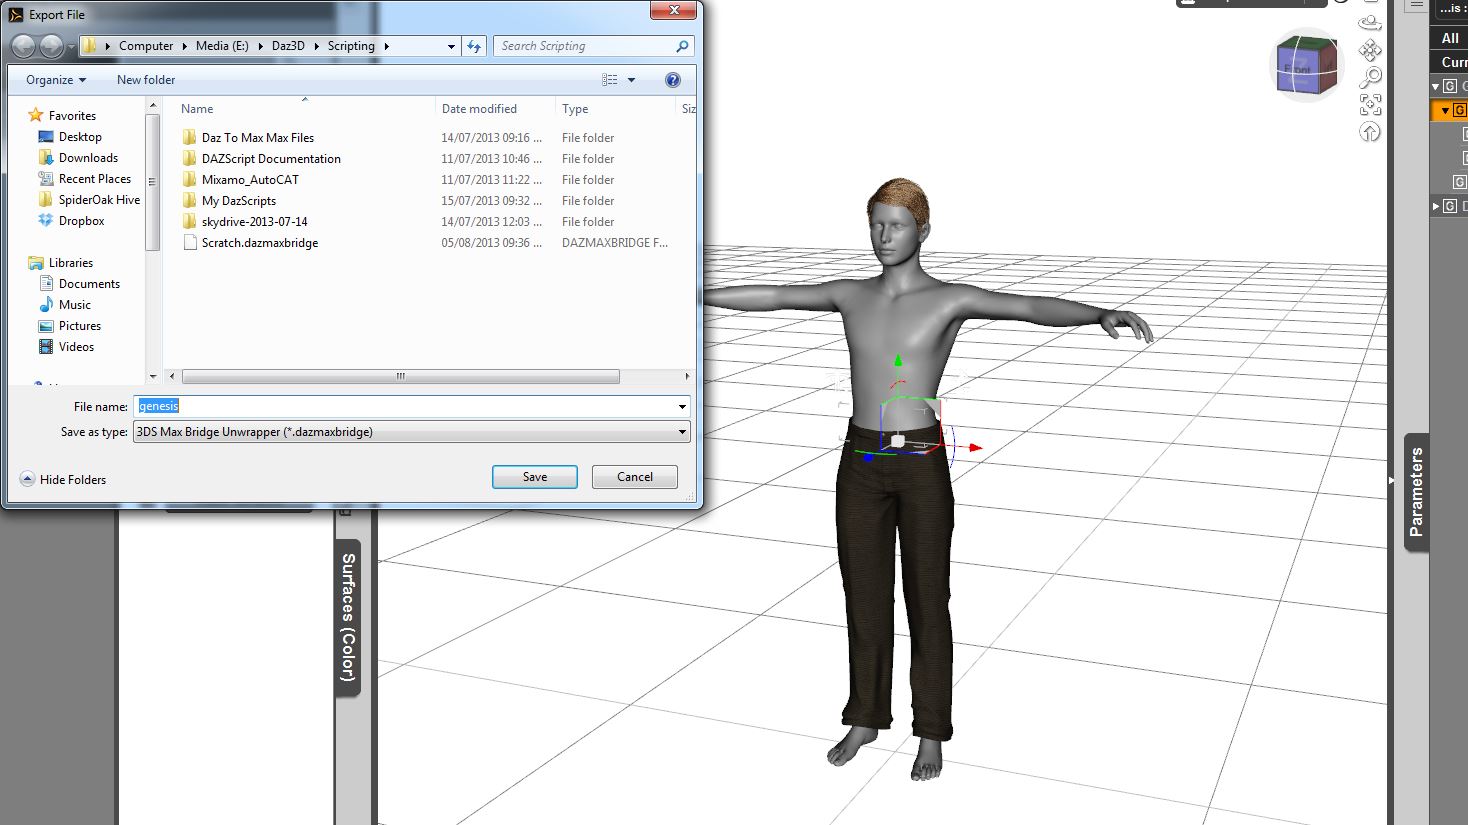 Export File
Computer Media (E:) Daz3D Scripting
Search Scripting
Organize New folder
Favorites
Desktop
Downloads
Recent Places
SpiderOak Hive
Dropbox
Libraries
Documents
Music
Pictures
Videos
Name Date modified Type Siz
Daz To Max Max Files 14/07/2013 09:16 ... File folder
DAZScript Documentation 11/07/2013 10:46 ... File folder
Mixamo_AutoCAT 11/07/2013 11:22 ... File folder
My DazScripts 15/07/2013 09:32 ... File folder
skydrive-2013-07-14 14/07/2013 12:03 ... File folder
Scratch.dazmaxbridge 05/08/2013 09:36 ... DAZMAXBRIDGE F...
File name: genesis
Save as type: 3DS Max Bridge Unwrapper (*.dazmaxbridge)
Hide Folders
Save Cancel
Surfaces (Color)
Front
Parameters
...is :
All
Curr
G
G
G
G